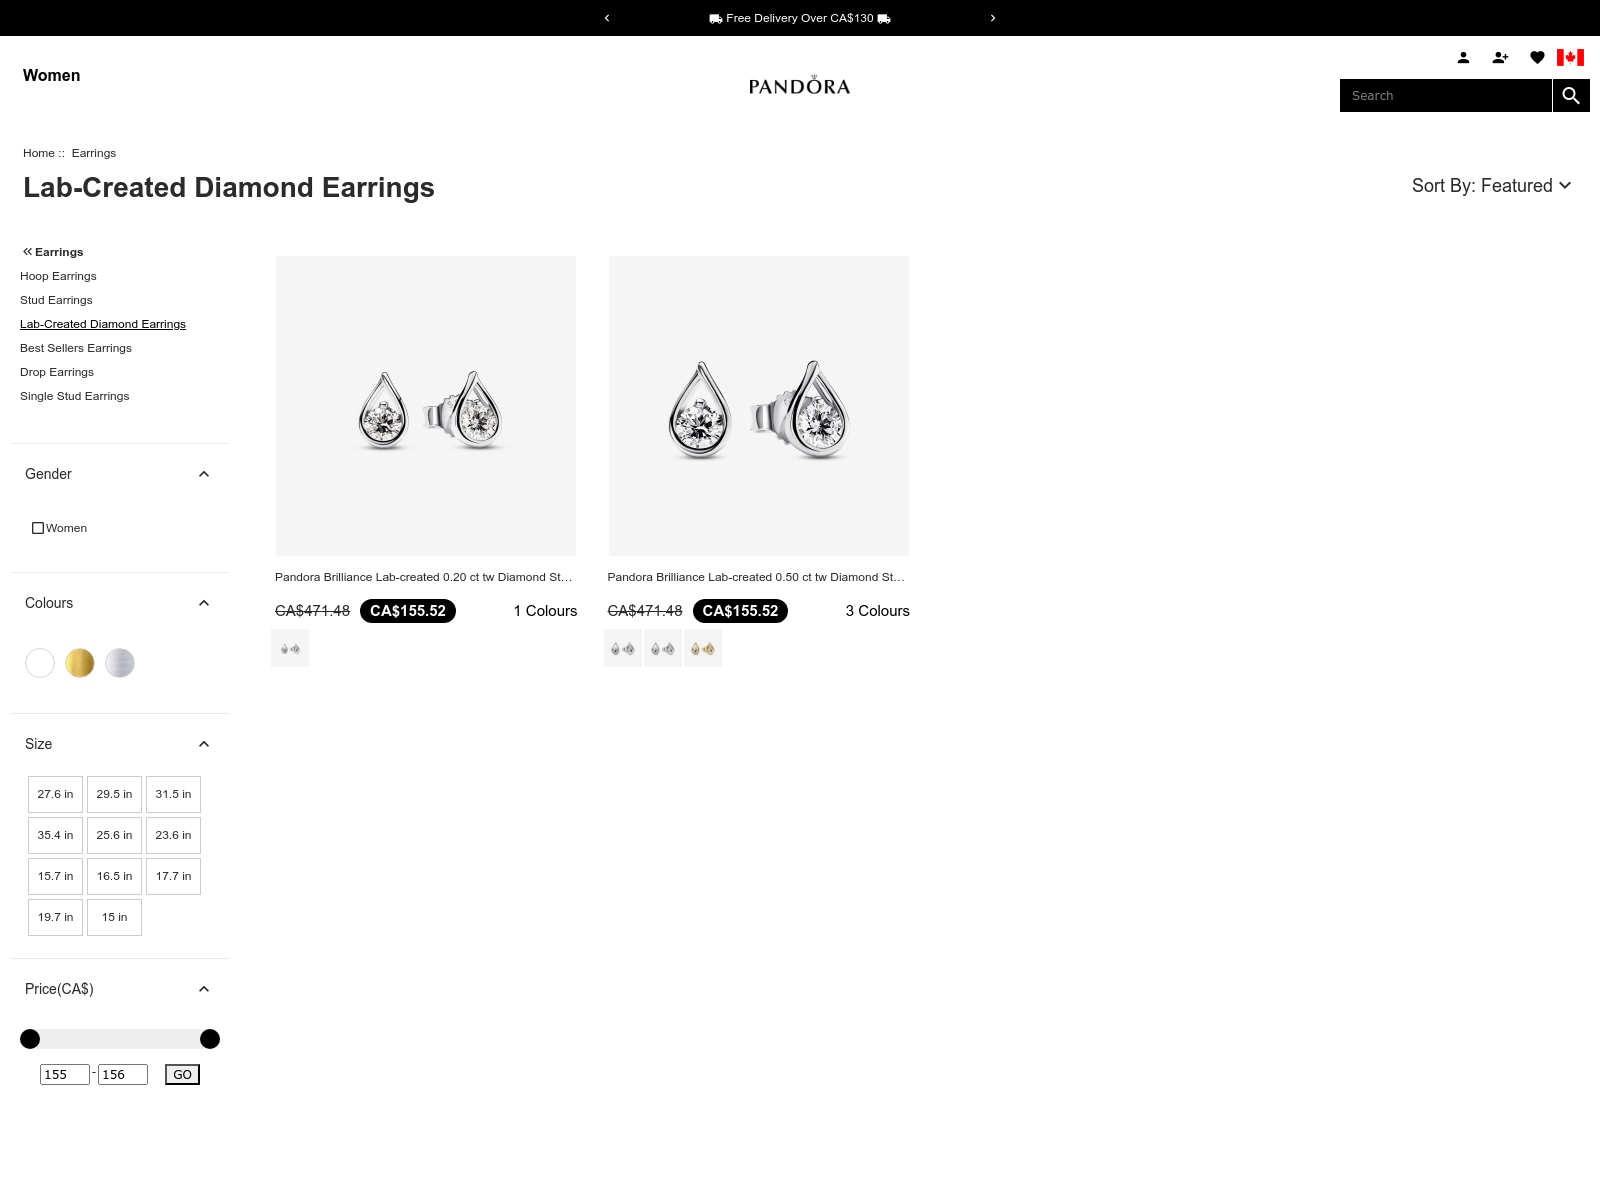 Free Delivery Over CA$130
Women
PANDÖRA
Search
Home :: Earrings
Lab-Created Diamond Earrings
Sort By: Featured
Earrings
Hoop Earrings
Stud Earrings
Lab-Created Diamond Earrings
Best Sellers Earrings
Drop Earrings
Single Stud Earrings
Gender
Women
Colours
Size
27.6 in 29.5 in 31.5 in
35.4 in 25.6 in 23.6 in
15.7 in 16.5 in 17.7 in
19.7 in 15 in
Price(CA$)
155 - 156 GO
Pandora Brilliance Lab-created 0.20 ct tw Diamond St...
CA$471.48 CA$155.52 1 Colours
Pandora Brilliance Lab-created 0.50 ct tw Diamond St...
CA$471.48 CA$155.52 3 Colours